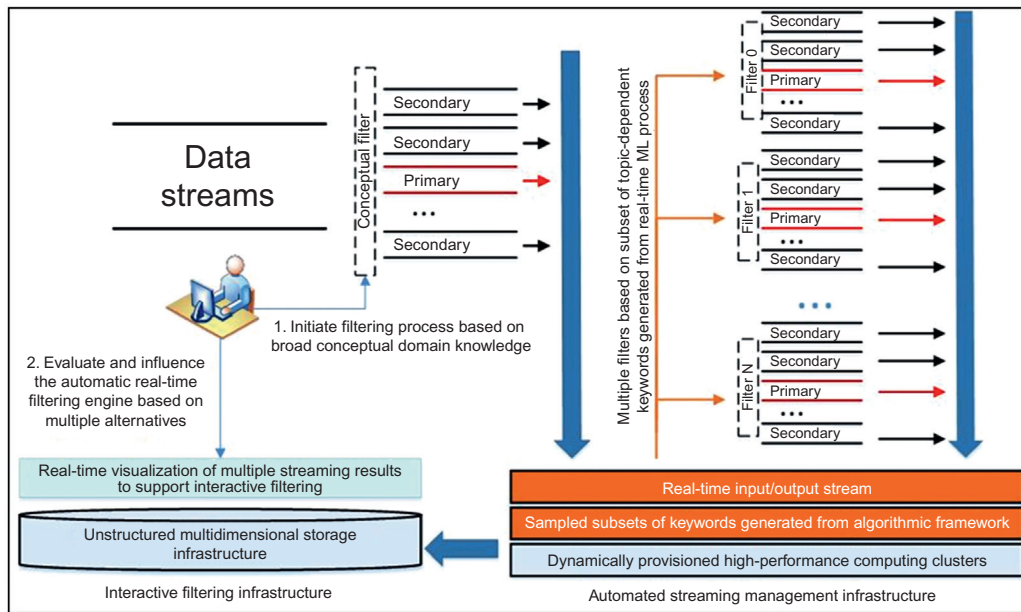 Data
streams
Conceptual filter
Secondary
Secondary
Primary
...
Secondary
1. Initiate filtering process based on
broad conceptual domain knowledge
2. Evaluate and influence
the automatic real-time
filtering engine based on
multiple alternatives
Real-time visualization of multiple streaming results
to support interactive filtering
Unstructured multidimensional storage
infrastructure
Interactive filtering infrastructure
Multiple filters based on subset of topic-dependent
keywords generated from real-time ML process
Filter 0
Secondary
Secondary
Primary
...
Secondary
Filter 1
Secondary
Secondary
Primary
...
Secondary
...
Filter N
Secondary
Secondary
Primary
...
Secondary
Real-time input/output stream
Sampled subsets of keywords generated from algorithmic framework
Dynamically provisioned high-performance computing clusters
Automated streaming management infrastructure